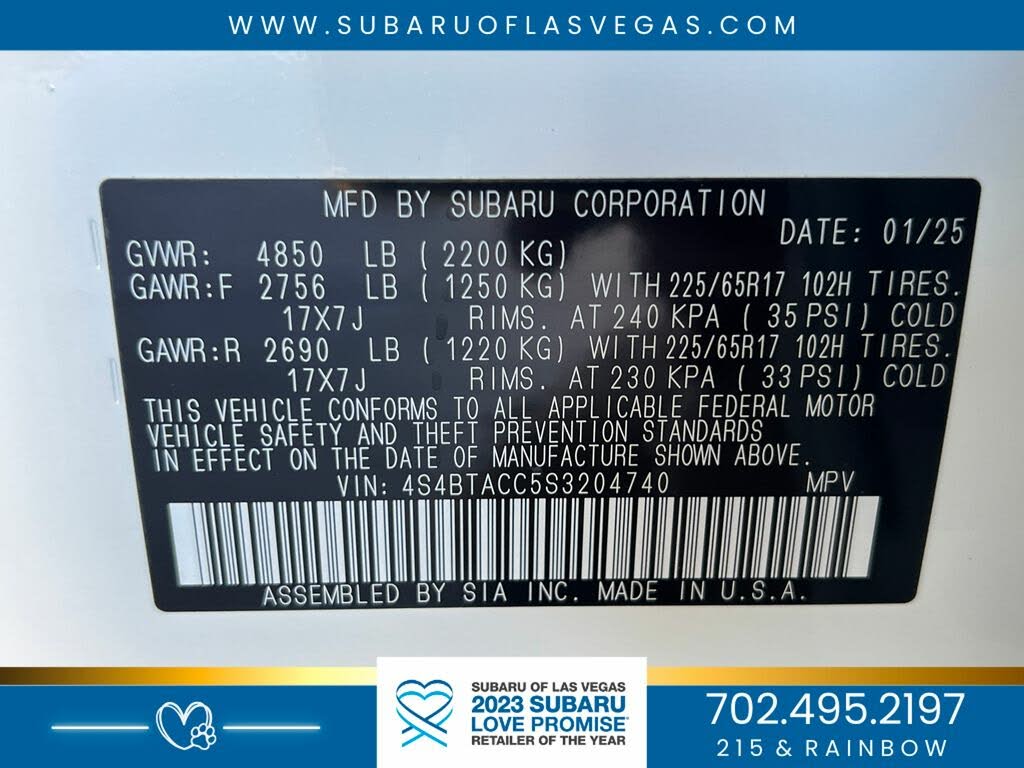 WWW.SUBARUOFLASVEGAS.COM
MFD BY SUBARU CORPORATION
DATE: 01/25
GVWR: 4850 LB ( 2200 KG)
GAWR:F 2756 LB ( 1250 KG) WITH 225/65R17 102H TIRES.
17X7J RIMS. AT 240 KPA ( 35 PSI) COLD
GAWR:R 2690 LB ( 1220 KG) WITH 225/65R17 102H TIRES.
17X7J RIMS. AT 230 KPA ( 33 PSI) COLD
THIS VEHICLE CONFORMS TO ALL APPLICABLE FEDERAL MOTOR
VEHICLE SAFETY AND THEFT PREVENTION STANDARDS
IN EFFECT ON THE DATE OF MANUFACTURE SHOWN ABOVE.
VIN: 4S4BTACC5S3204740 MPV
ASSEMBLED BY SIA INC. MADE IN U.S.A.
SUBARU OF LAS VEGAS
2023 SUBARU
LOVE PROMISE®
RETAILER OF THE YEAR
702.495.2197
215 & RAINBOW